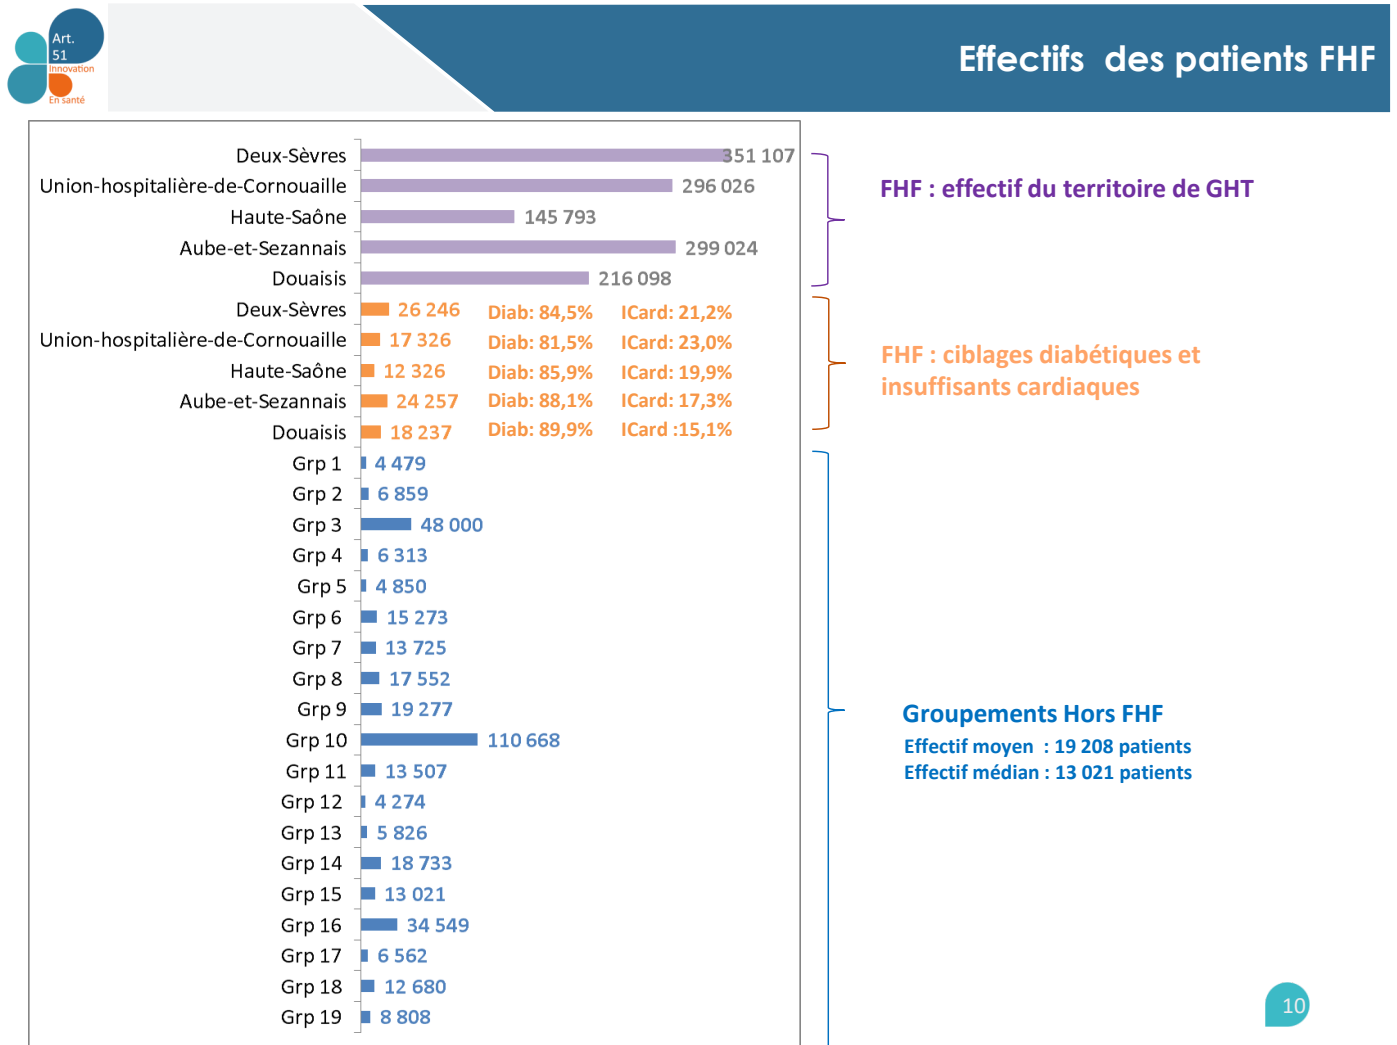 Art.
51
Innovation
En santé
Effectifs des patients FHF
Deux-Sèvres 351 107
Union-hospitalière-de-Cornouaille 296 026
Haute-Saône 145 793
Aube-et-Sezannais 299 024
Douaisis 216 098
FHF : effectif du territoire de GHT
Deux-Sèvres 26 246 Diab: 84,5% ICard: 21,2%
Union-hospitalière-de-Cornouaille 17 326 Diab: 81,5% ICard: 23,0%
Haute-Saône 12 326 Diab: 85,9% ICard: 19,9%
Aube-et-Sezannais 24 257 Diab: 88,1% ICard: 17,3%
Douaisis 18 237 Diab: 89,9% ICard :15,1%
FHF : ciblages diabétiques et
insuffisants cardiaques
Grp 1 4 479
Grp 2 6 859
Grp 3 48 000
Grp 4 6 313
Grp 5 4 850
Grp 6 15 273
Grp 7 13 725
Grp 8 17 552
Grp 9 19 277
Grp 10 110 668
Grp 11 13 507
Grp 12 4 274
Grp 13 5 826
Grp 14 18 733
Grp 15 13 021
Grp 16 34 549
Grp 17 6 562
Grp 18 12 680
Grp 19 8 808
Groupements Hors FHF
Effectif moyen : 19 208 patients
Effectif médian : 13 021 patients
10